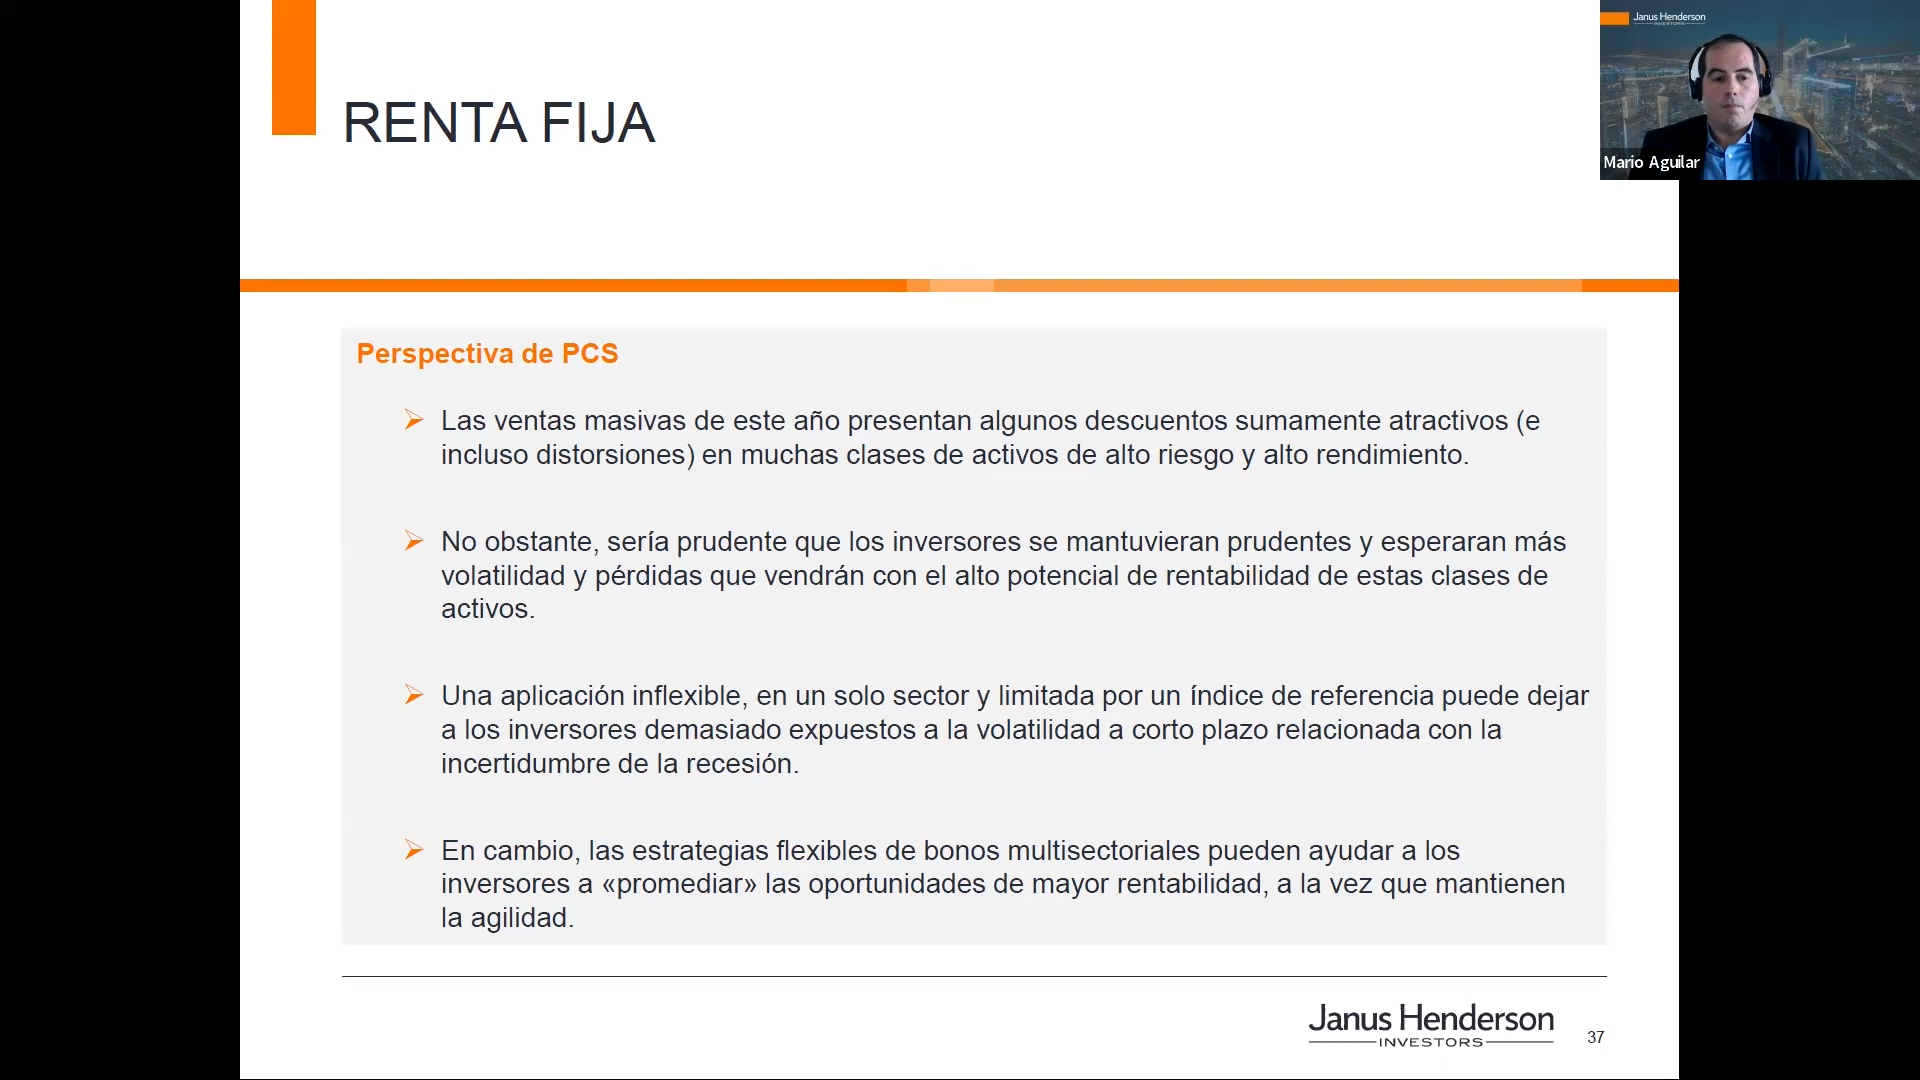 RENTA FIJA
Janus Henderson
INVESTORS
Mario Aguilar
Perspectiva de PCS
Las ventas masivas de este año presentan algunos descuentos sumamente atractivos (e
incluso distorsiones) en muchas clases de activos de alto riesgo y alto rendimiento.
No obstante, sería prudente que los inversores se mantuvieran prudentes y esperaran más
volatilidad y pérdidas que vendrán con el alto potencial de rentabilidad de estas clases de
activos.
Una aplicación inflexible, en un solo sector y limitada por un índice de referencia puede dejar
a los inversores demasiado expuestos a la volatilidad a corto plazo relacionada con la
incertidumbre de la recesión.
En cambio, las estrategias flexibles de bonos multisectoriales pueden ayudar a los
inversores a «promediar» las oportunidades de mayor rentabilidad, a la vez que mantienen
la agilidad.
Janus Henderson
INVESTORS
37